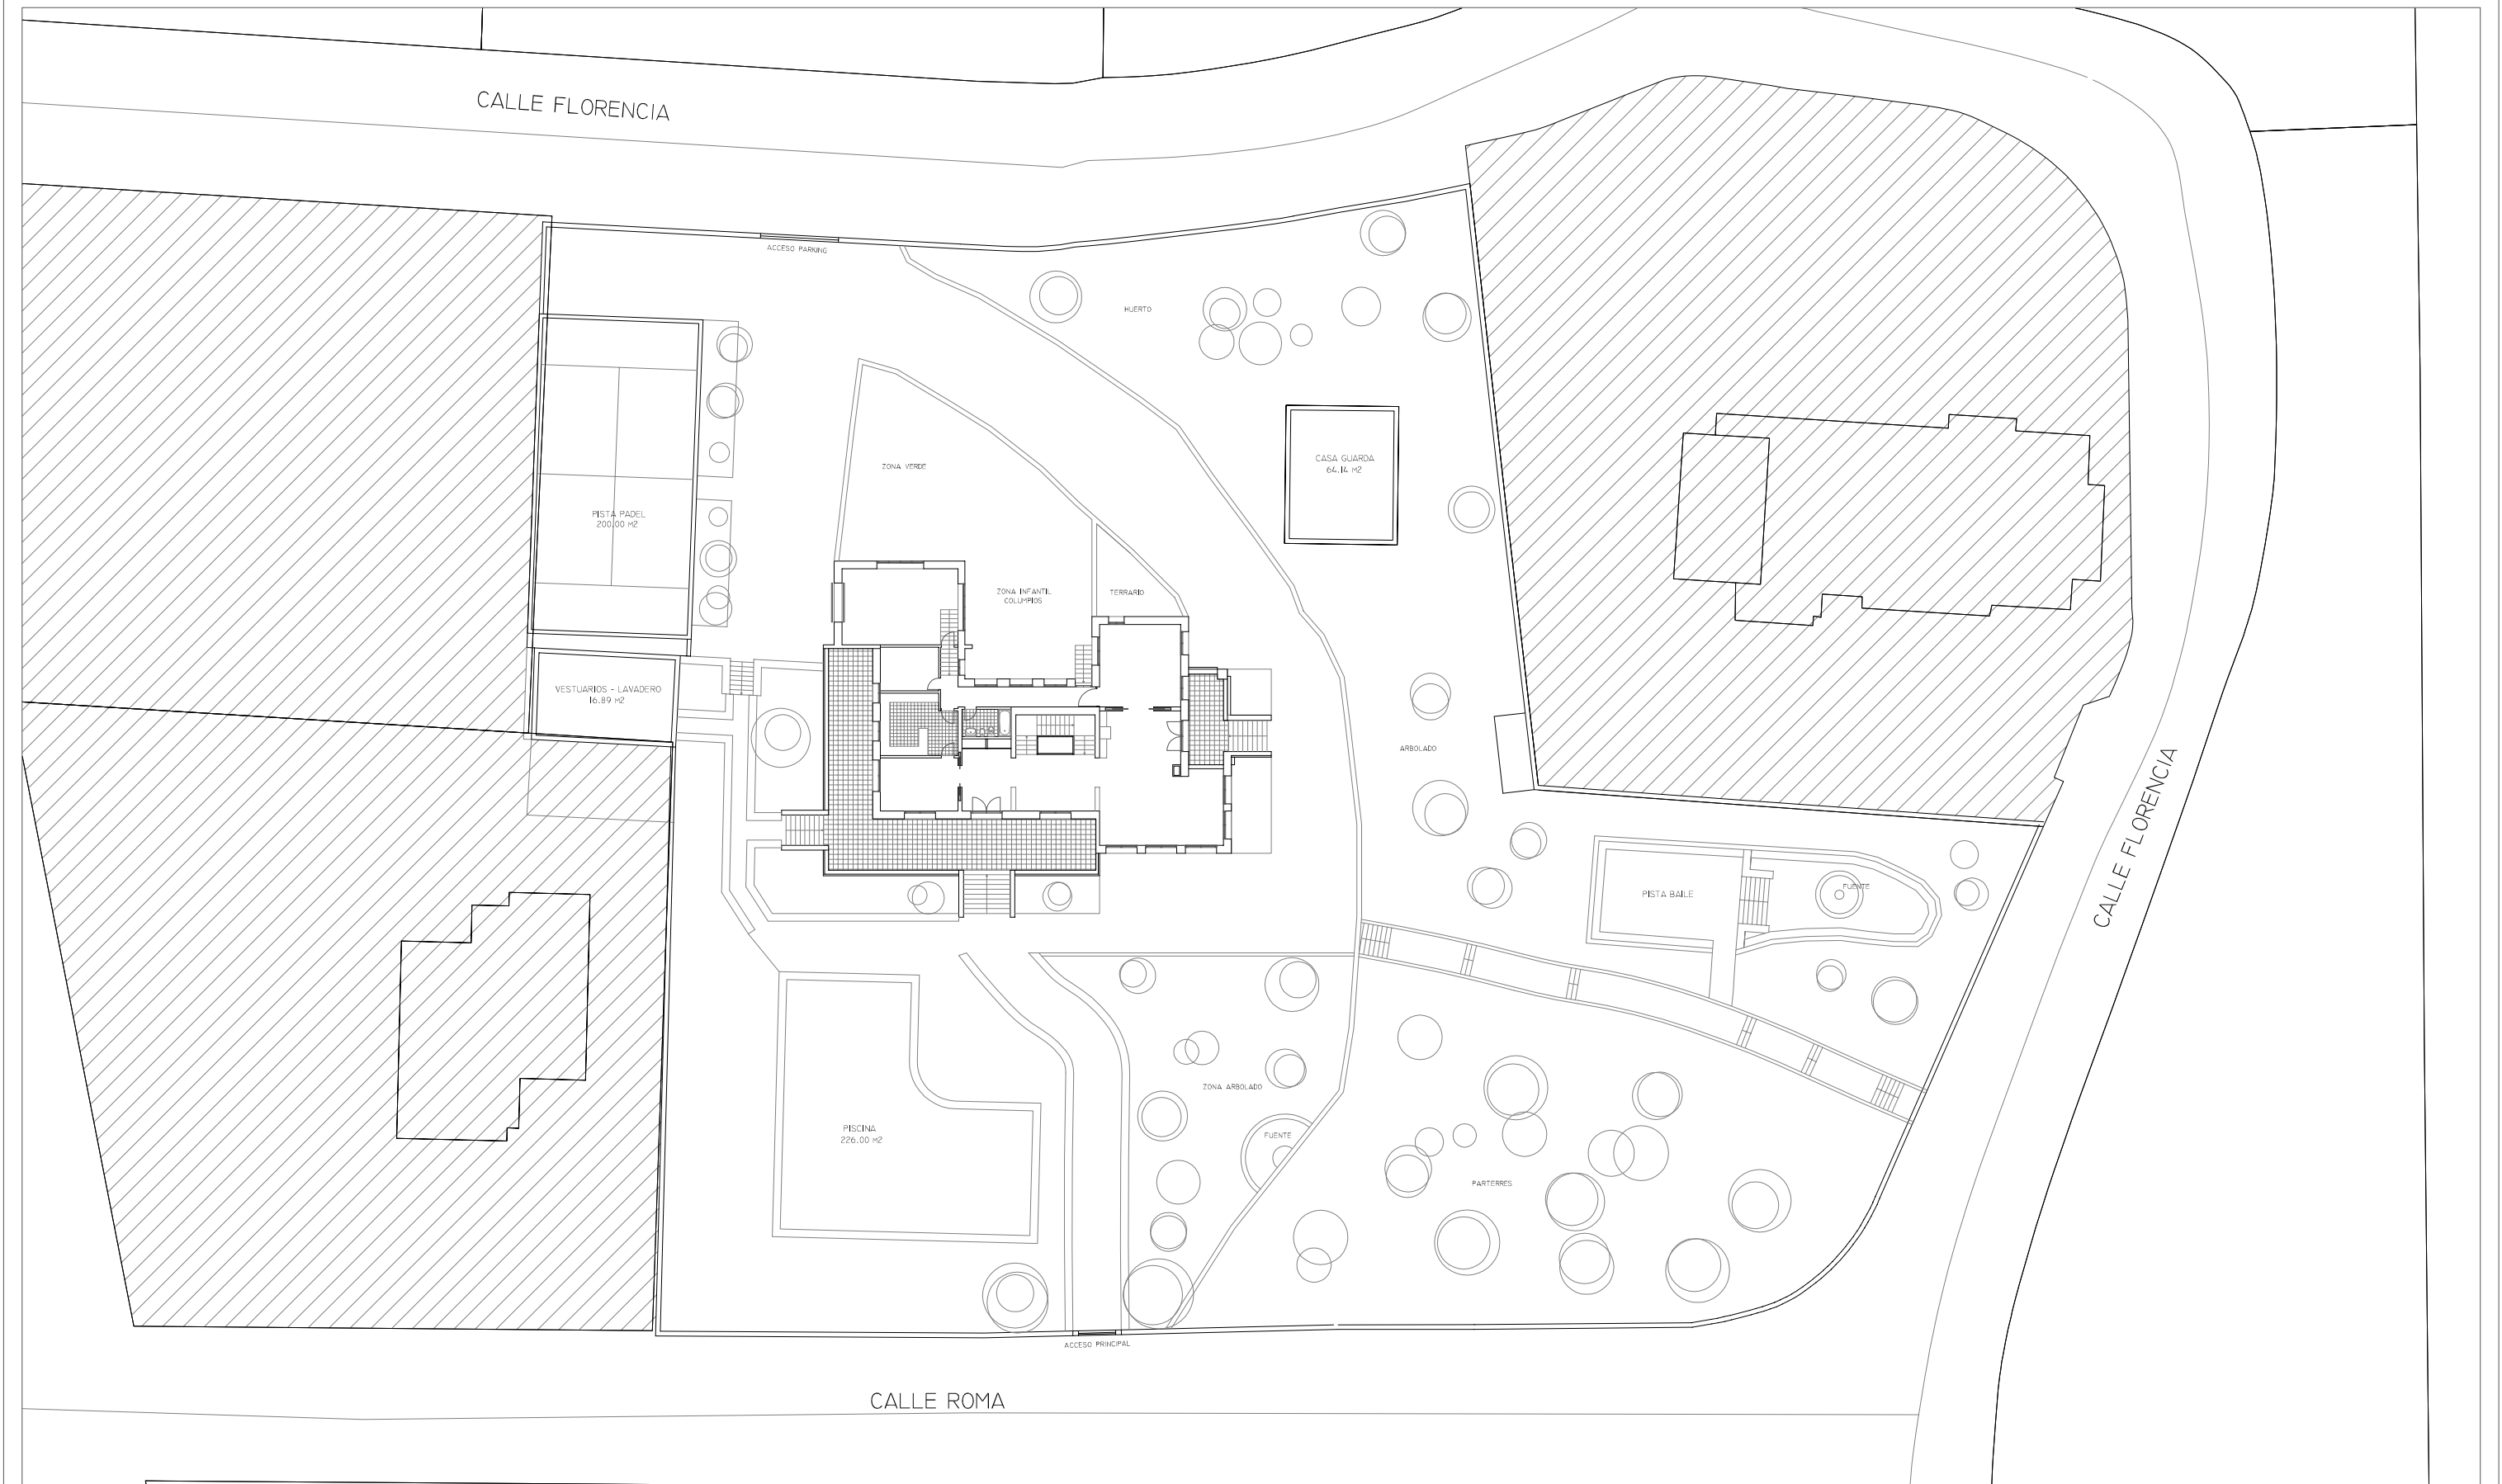 CALLE FLORENCIA
ACCESO PARKING
HUERTO
CASA GUARDA
64.14 M2
ZONA VERDE
PISTA PADEL
200.00 M2
ZONA INFANTIL
COLUMPIOS
TERRARIO
VESTUARIOS - LAVADERO
16.89 M2
ARBOLADO
CALLE FLORENCIA
PISTA BAILE
FUENTE
ZONA ARBOLADO
PISCINA
226.00 M2
FUENTE
PARTERRES
ACCESO PRINCIPAL
CALLE ROMA